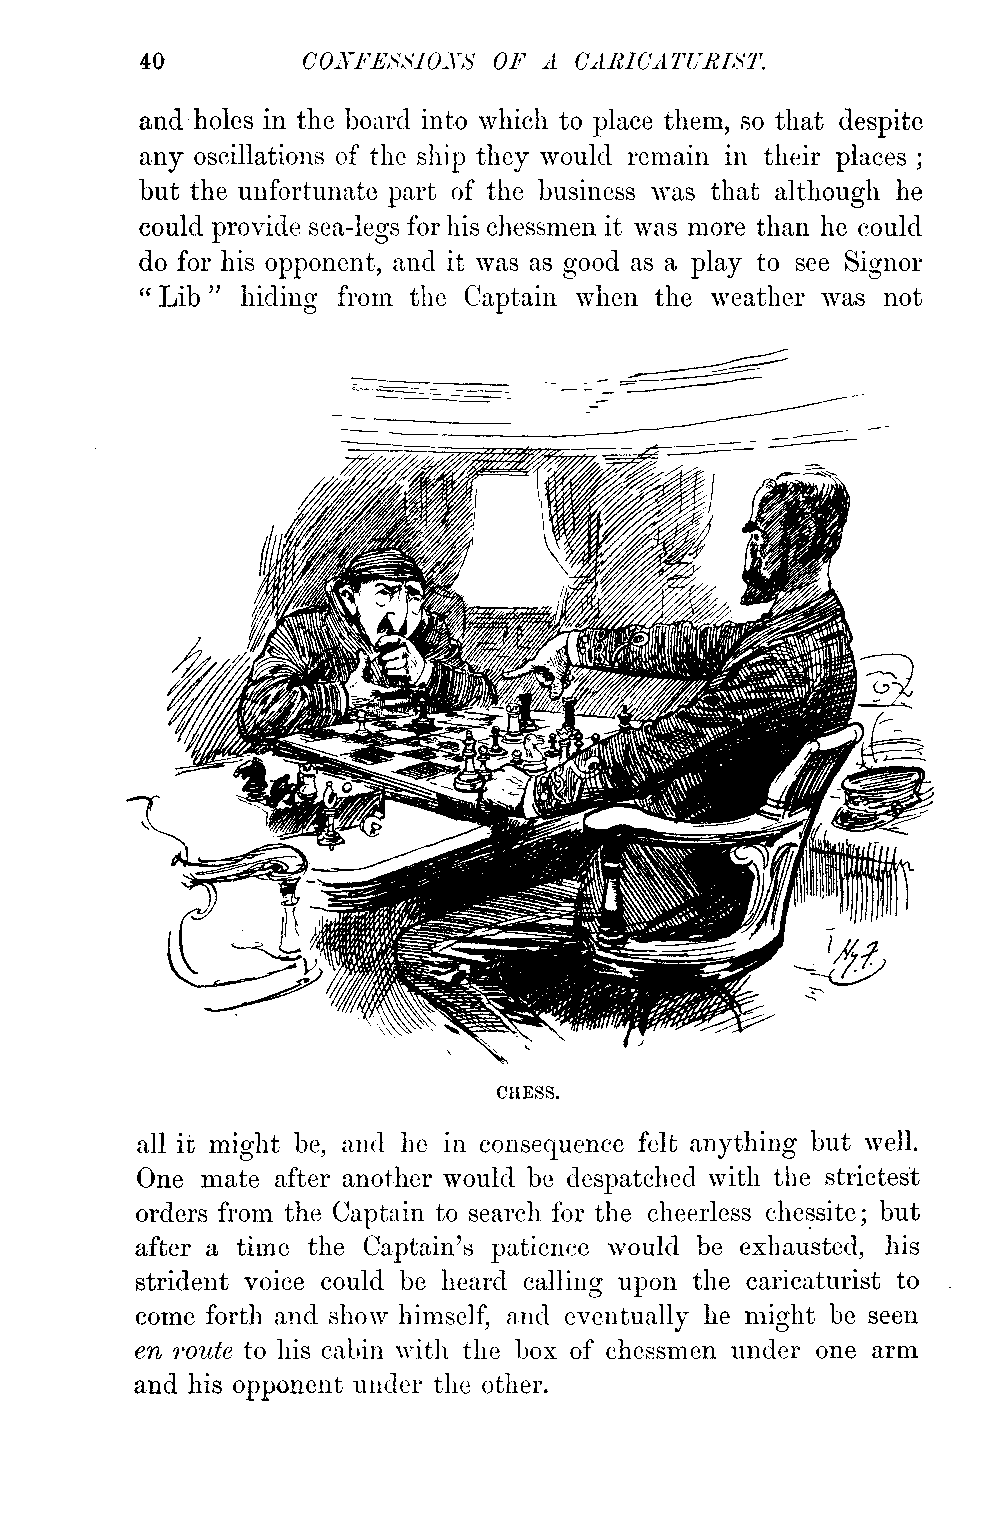 40 CONFESSIONS OF A CARICATURIST.
and holes in the board into which to place them, so that despite
any oscillations of the ship they would remain in their places ;
but the unfortunate part of the business was that although he
could provide sea-legs for his chessmen it was more than he could
do for his opponent, and it was as good as a play to see Signor
“ Lib ” hiding from the Captain when the weather was not
CHESS.
all it might be, and he in consequence felt anything but well.
One mate after another would be despatched with the strictest
orders from the Captain to search for the cheerless chessite; but
after a time the Captain’s patience would be exhausted, his
strident voice could be heard calling upon the caricaturist to
come forth and show himself, and eventually he might be seen
en route to his cabin with the box of chessmen under one arm
and his opponent under the other.